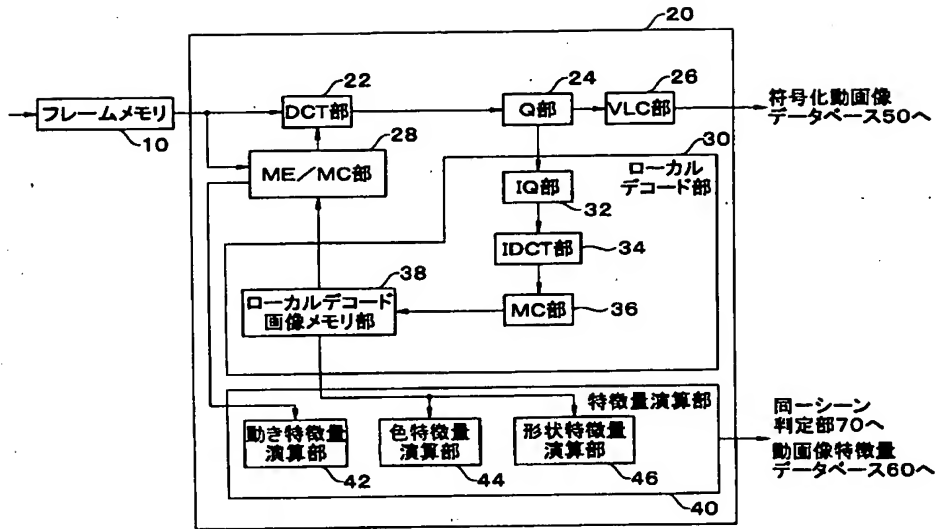 20
22
24
26
フレームメモリ
DCT部
Q部
VLC部
符号化動画像
データベース50へ
10
28
30
ME/MC部
ローカル
デコード部
IQ部
32
IDCT部
34
38
ローカルデコード
画像メモリ部
MC部
36
特徴量演算部
動き特徴量
演算部
色特徴量
演算部
形状特徴量
演算部
同一シーン
判定部70へ
動画像特徴量
データベース60へ
42
44
46
40